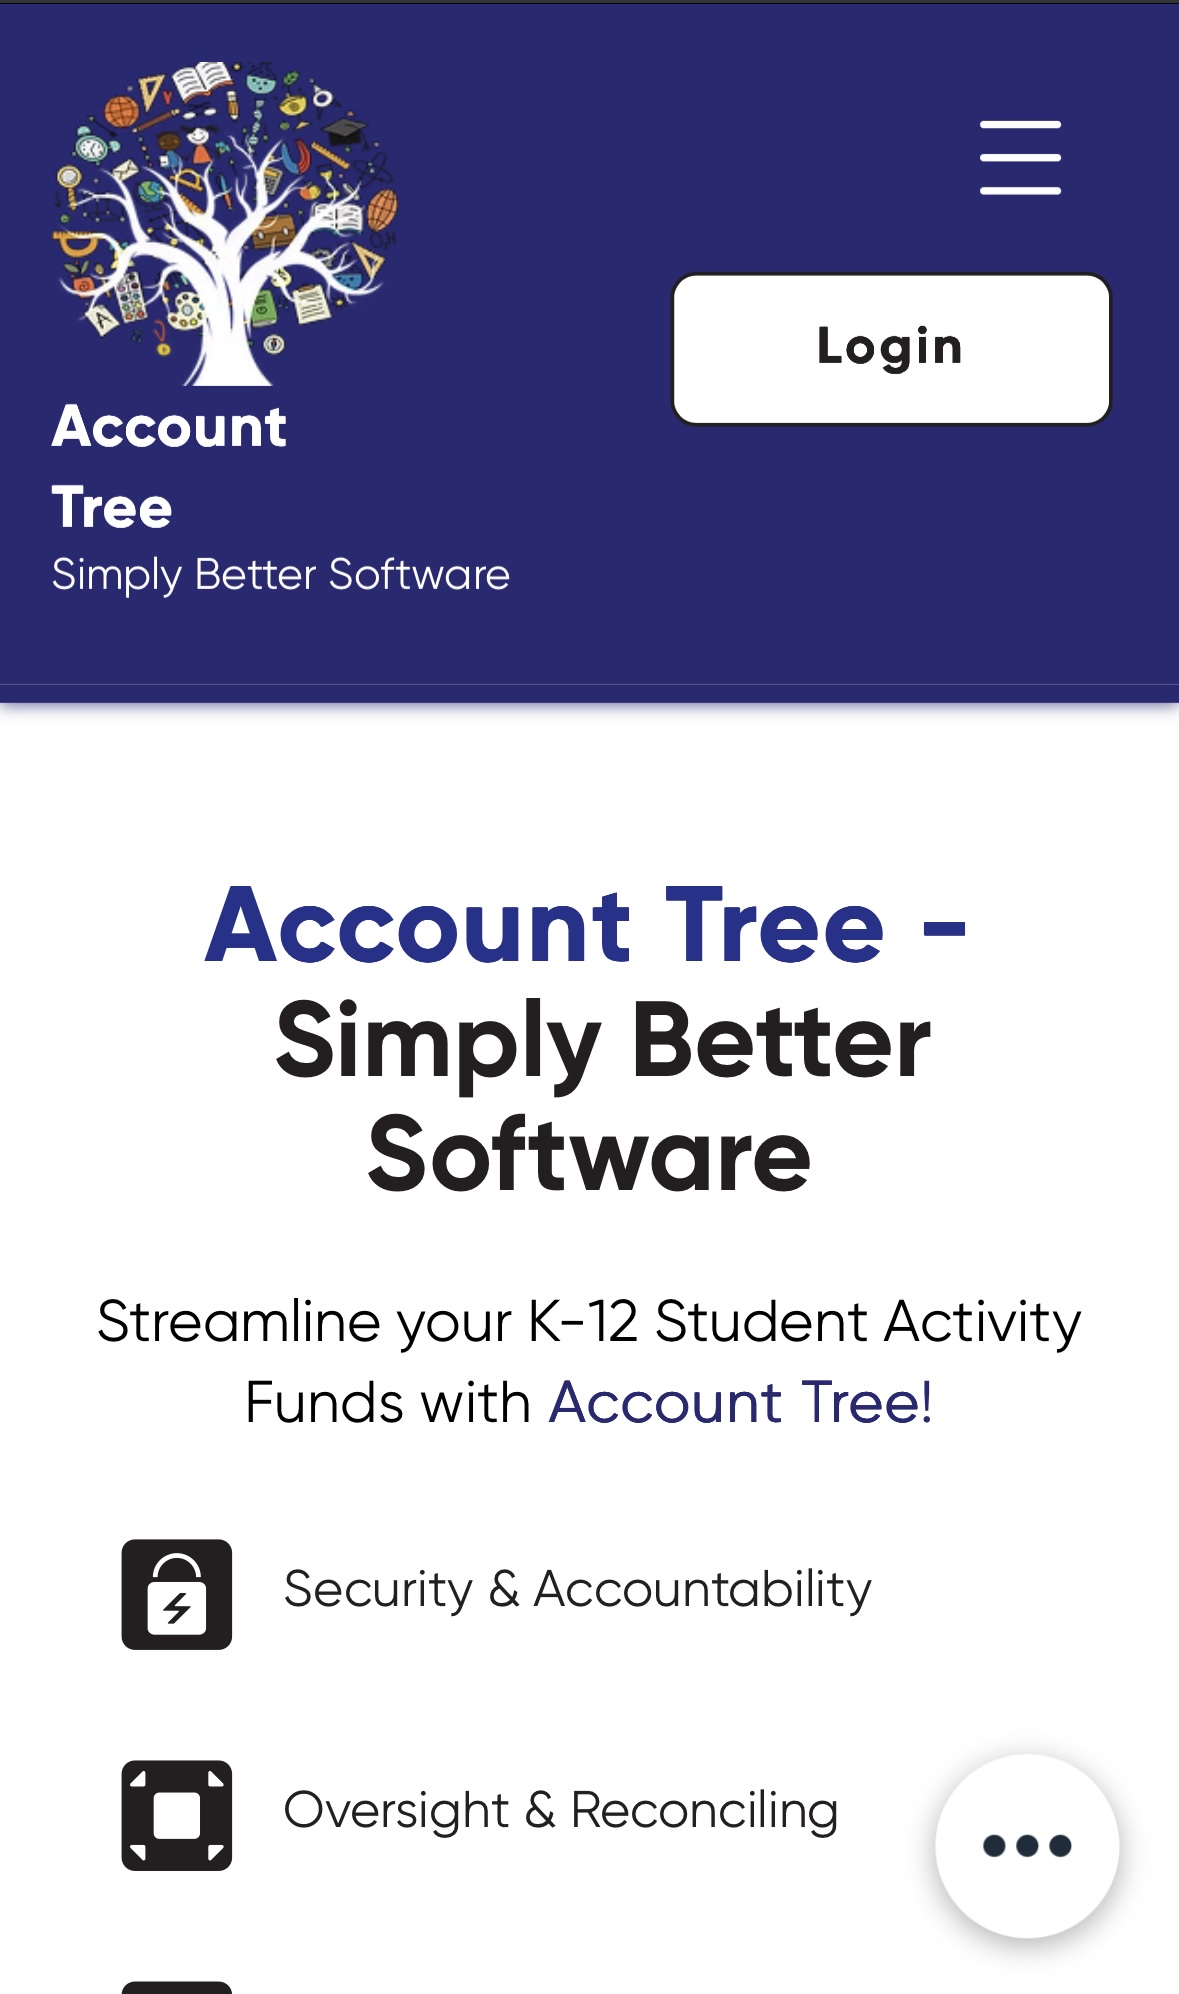 Account
Tree
Simply Better Software
Login
Account Tree -
Simply Better
Software
Streamline your K-12 Student Activity
Funds with Account Tree!
Security & Accountability
Oversight & Reconciling